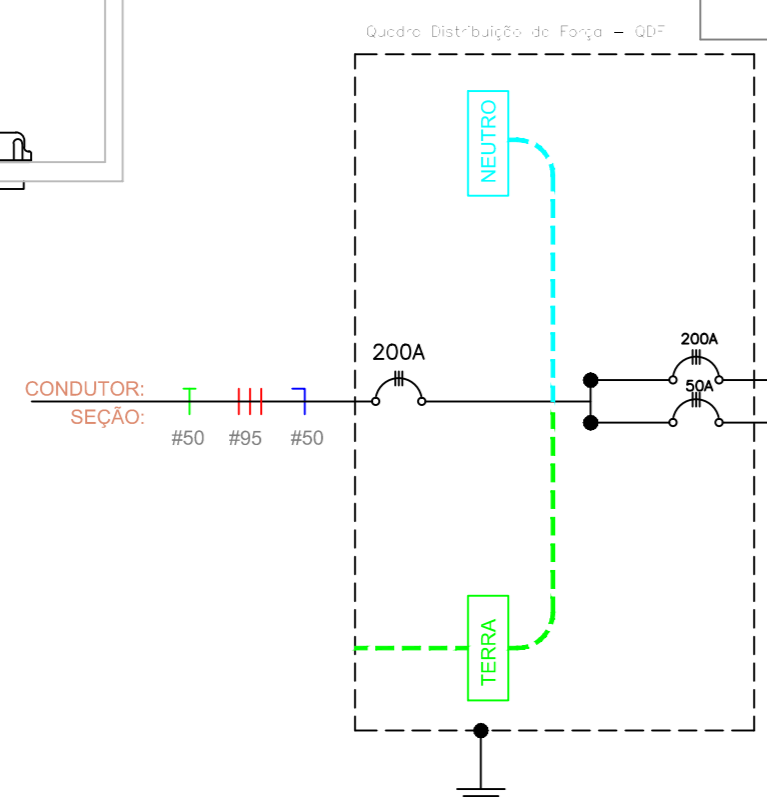 Quadro Distribuição de Força - QDF
NEUTRO
200A
200A
50A
CONDUTOR:
SEÇÃO:
#50 #95 #50
TERRA